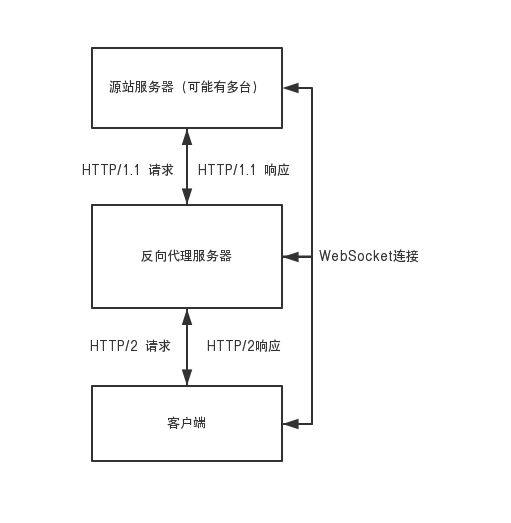 源站服务器（可能有多台）
HTTP/1.1 请求 HTTP/1.1 响应
反向代理服务器
WebSocket连接
HTTP/2 请求 HTTP/2响应
客户端